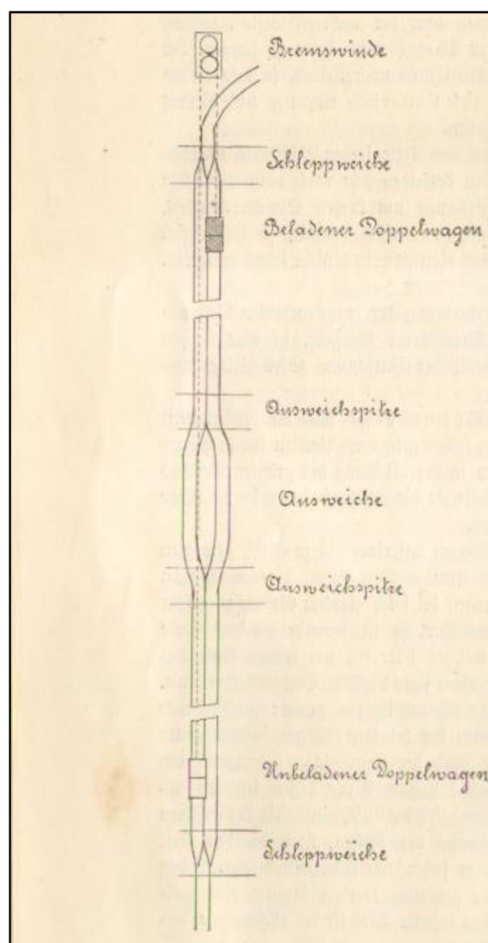 Bremswinde
Schleppweiche
Beladener Doppelwagen
Ausweichspitze
Ausweiche
Ausweichspitze
Unbeladener Doppelwagen
Schleppweiche